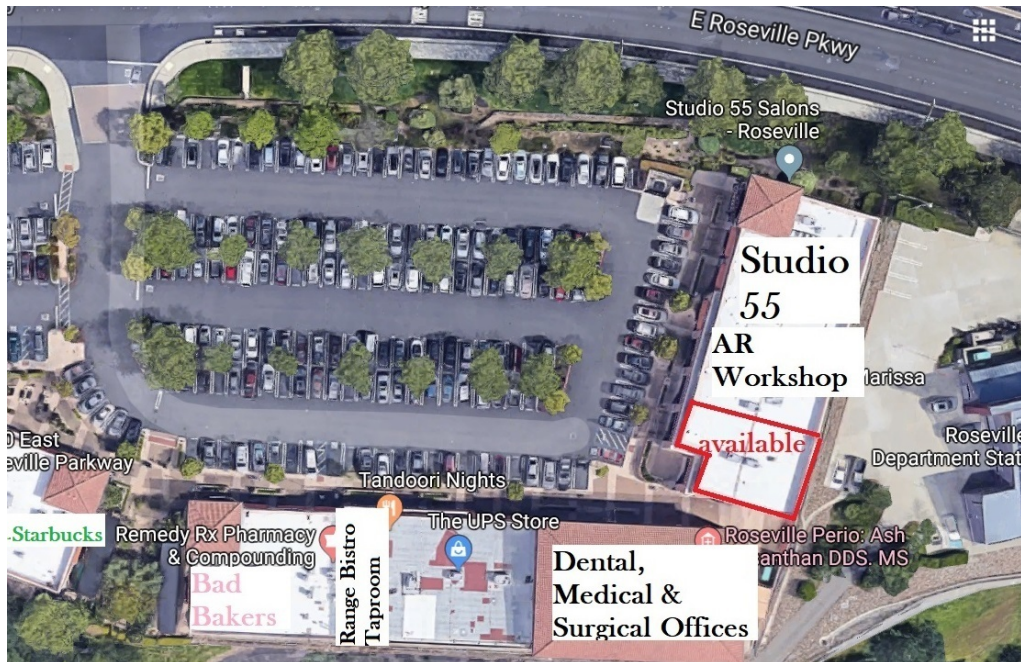 E Roseville Pkwy
Studio 55 Salons
- Roseville
Studio
55
AR
Workshop
Marissa
available
Roseville
Department Stat
0 East
eville Parkway
Tandoori Nights
Starbucks
Remedy Rx Pharmacy
& Compounding
The UPS Store
Roseville Perio: Ash
anthan DDS. MS
Bad
Bakers
Range Bistro
Taproom
Dental,
Medical &
Surgical Offices